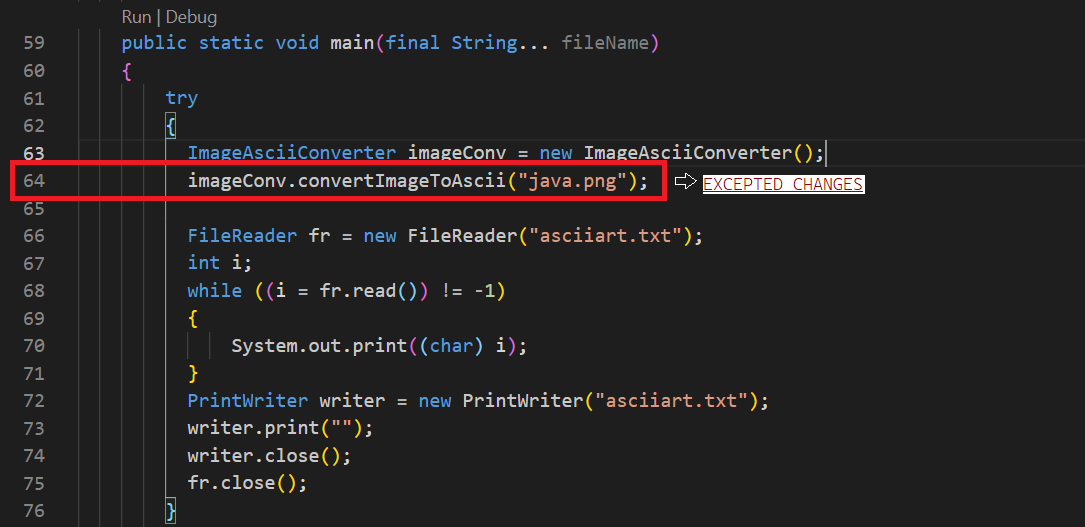 Run | Debug
59 public static void main(final String... fileName)
60 {
61 try
62 {
63 ImageAsciiConverter imageConv = new ImageAsciiConverter();
64 imageConv.convertImageToAscii("java.png"); EXCEPTED CHANGES
65
66 FileReader fr = new FileReader("asciiart.txt");
67 int i;
68 while ((i = fr.read()) != -1)
69 {
70 System.out.print((char) i);
71 }
72 PrintWriter writer = new PrintWriter("asciiart.txt");
73 writer.print("");
74 writer.close();
75 fr.close();
76 }